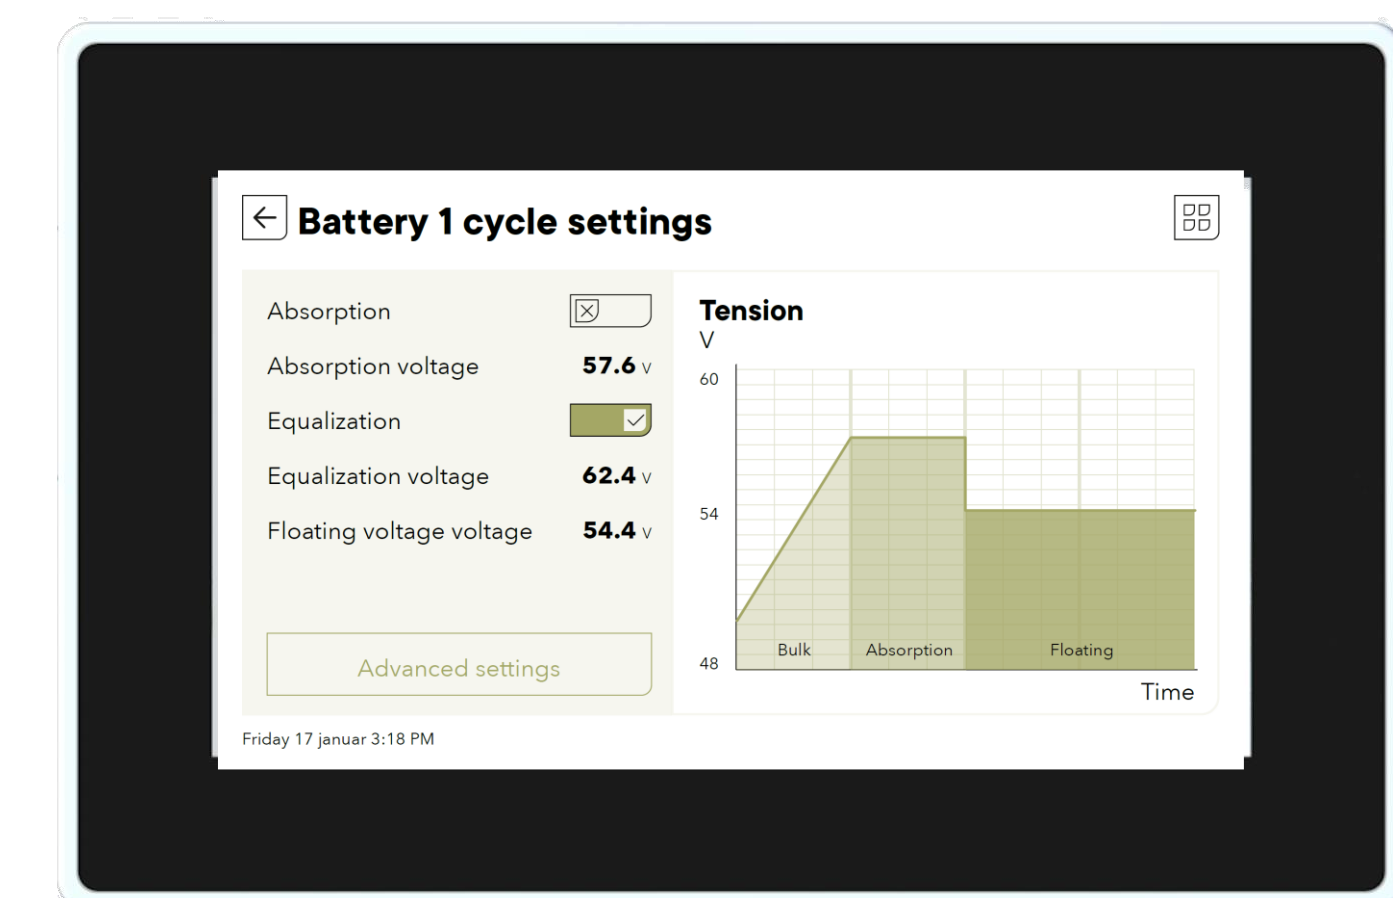 Battery 1 cycle settings
Absorption
Absorption voltage 57.6 V
Equalization
Equalization voltage 62.4 V
Floating voltage voltage 54.4 V
Advanced settings
Tension
V
60
54
48
Bulk
Absorption
Floating
Time
Friday 17 januar 3:18 PM